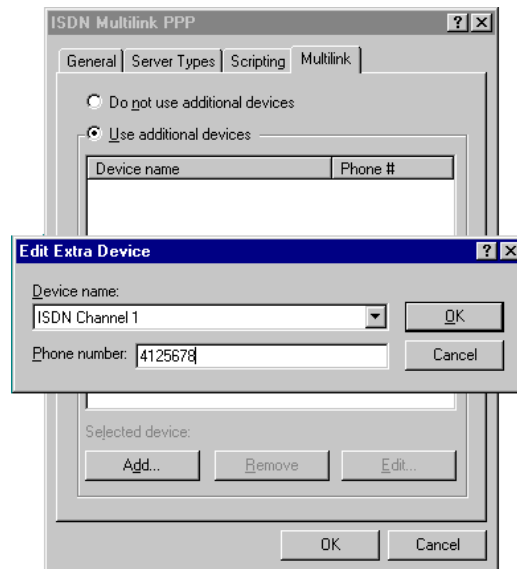 ISDN Multilink PPP
General Server Types Scripting Multilink
Do not use additional devices
Use additional devices
Device name Phone #
Edit Extra Device
Device name:
ISDN Channel 1 OK
Phone number: 4125678 Cancel
Selected device:
Add... Remove Edit...
OK Cancel